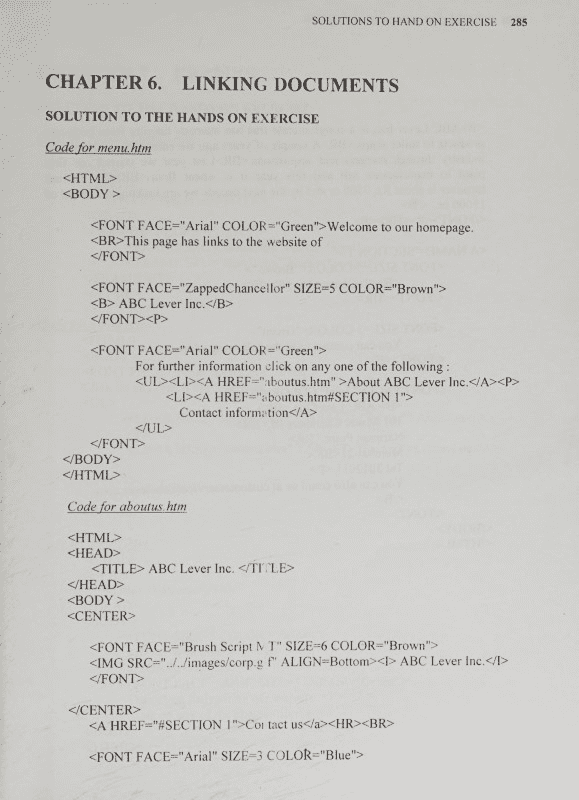 SOLUTIONS TO HAND ON EXERCISE 285
CHAPTER 6. LINKING DOCUMENTS
SOLUTION TO THE HANDS ON EXERCISE
Code for menu.htm
<HTML>
<BODY >
<FONT FACE="Arial" COLOR="Green">Welcome to our homepage.
<BR>This page has links to the website of
</FONT>
<FONT FACE="ZappedChancellor" SIZE=5 COLOR="Brown">
<B> ABC Lever Inc.</B>
</FONT><P>
<FONT FACE="Arial" COLOR="Green">
For further information click on any one of the following :
<UL><LI><A HREF="aboutus.htm" >About ABC Lever Inc.</A><P>
<LI><A HREF="aboutus.htm#SECTION 1">
Contact information</A>
</UL>
</FONT>
</BODY>
</HTML>
Code for aboutus.htm
<HTML>
<HEAD>
<TITLE> ABC Lever Inc. </TITLE>
</HEAD>
<BODY >
<CENTER>
<FONT FACE="Brush Script MT" SIZE=6 COLOR="Brown">
<IMG SRC="../../images/corp.gif" ALIGN=Bottom><I> ABC Lever Inc.</I>
</FONT>
</CENTER>
<A HREF="#SECTION 1">Contact us</a><HR><BR>
<FONT FACE="Arial" SIZE=3 COLOR="Blue">